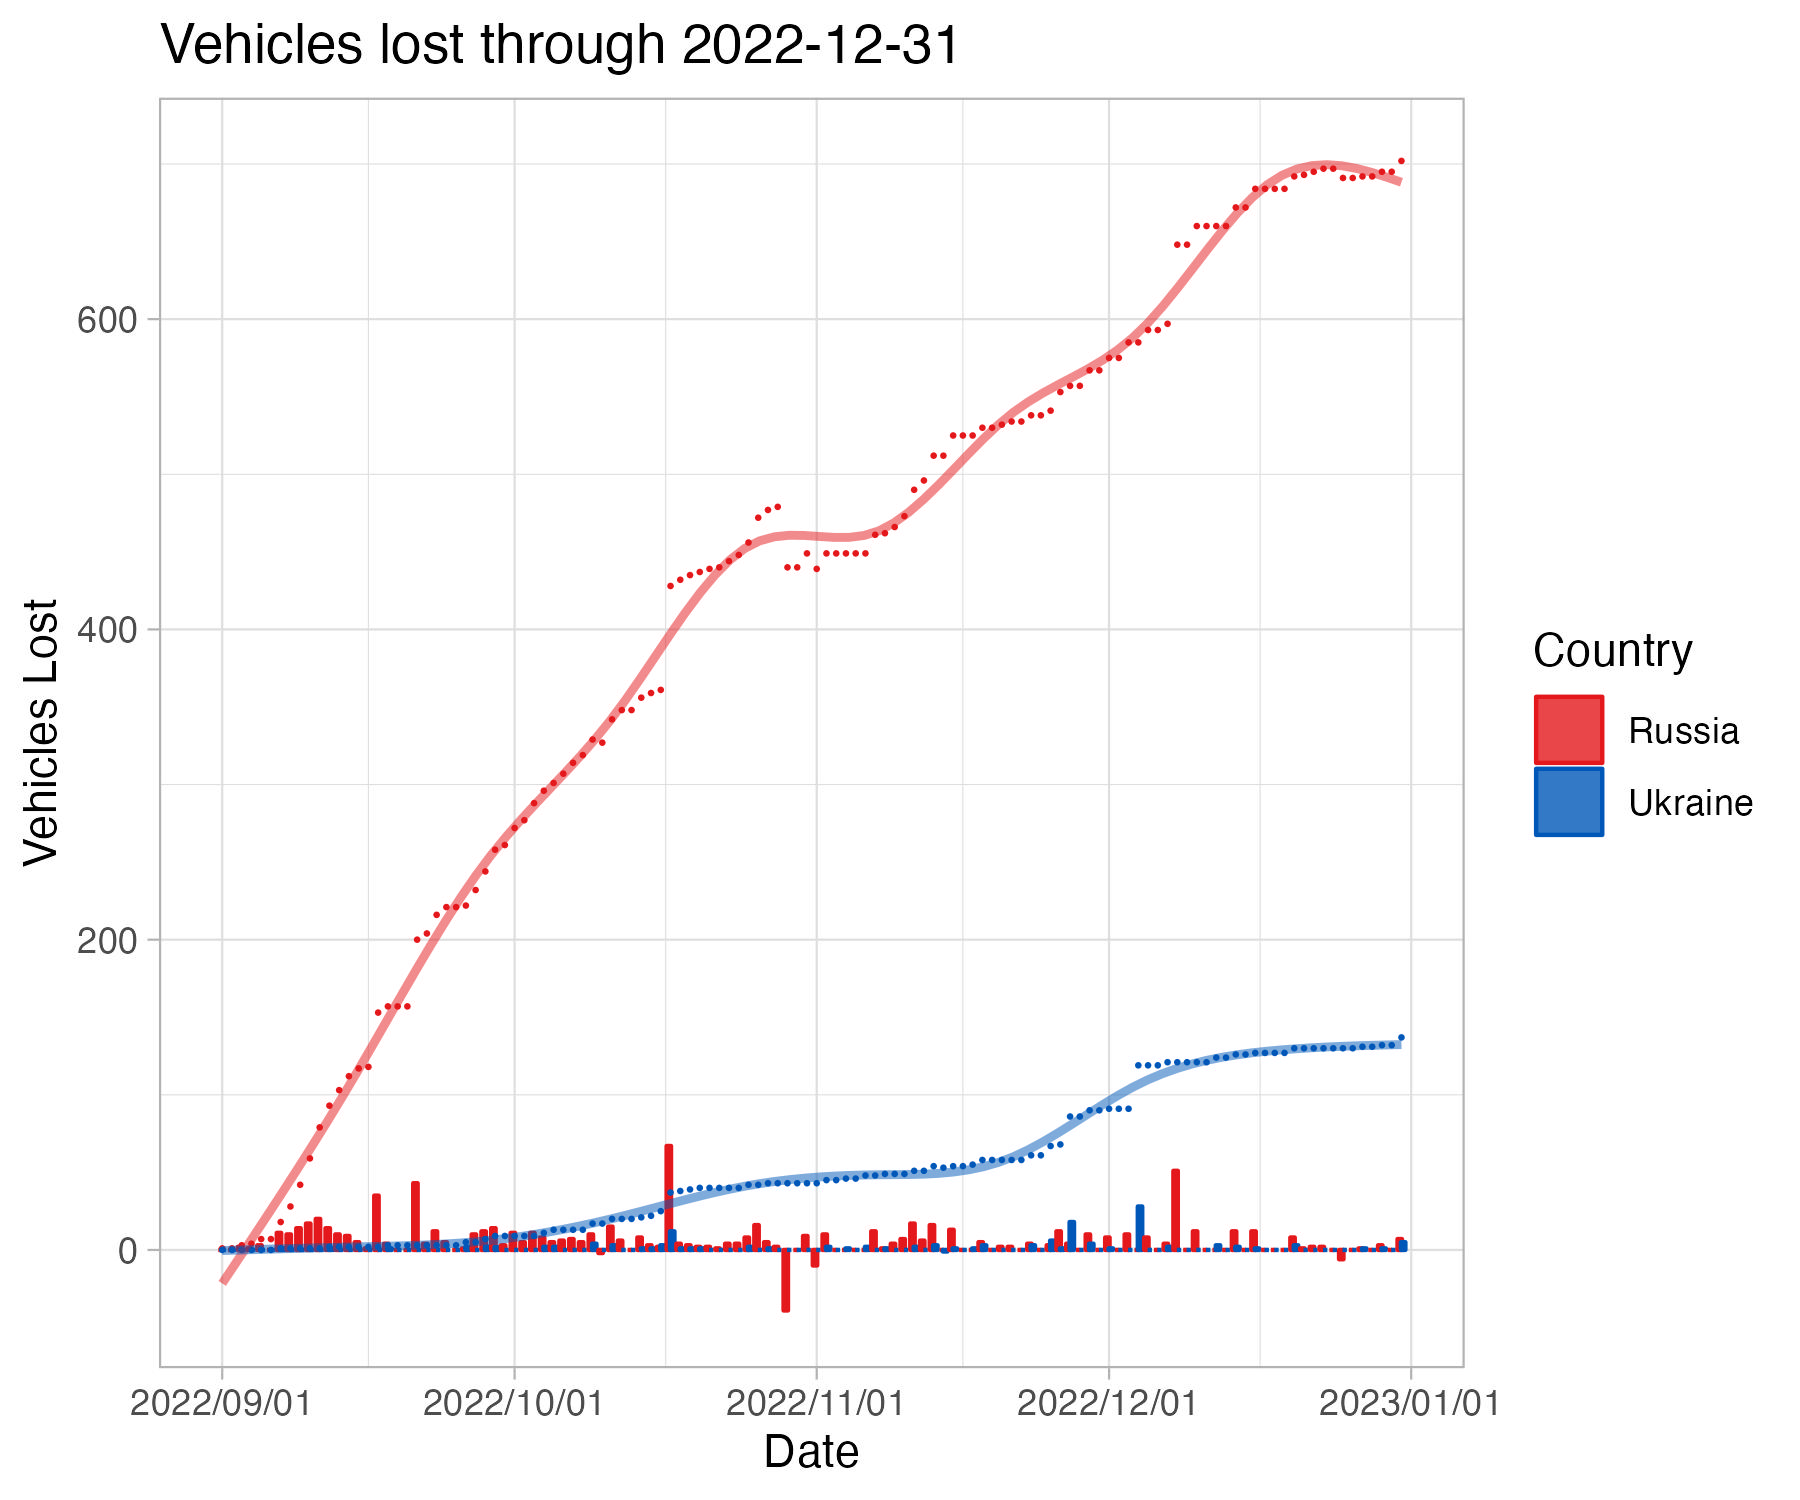 Vehicles lost through 2022-12-31
Vehicles Lost
600
400
200
0
2022/09/01
2022/10/01
2022/11/01
2022/12/01
2023/01/01
Date
Country
Russia
Ukraine